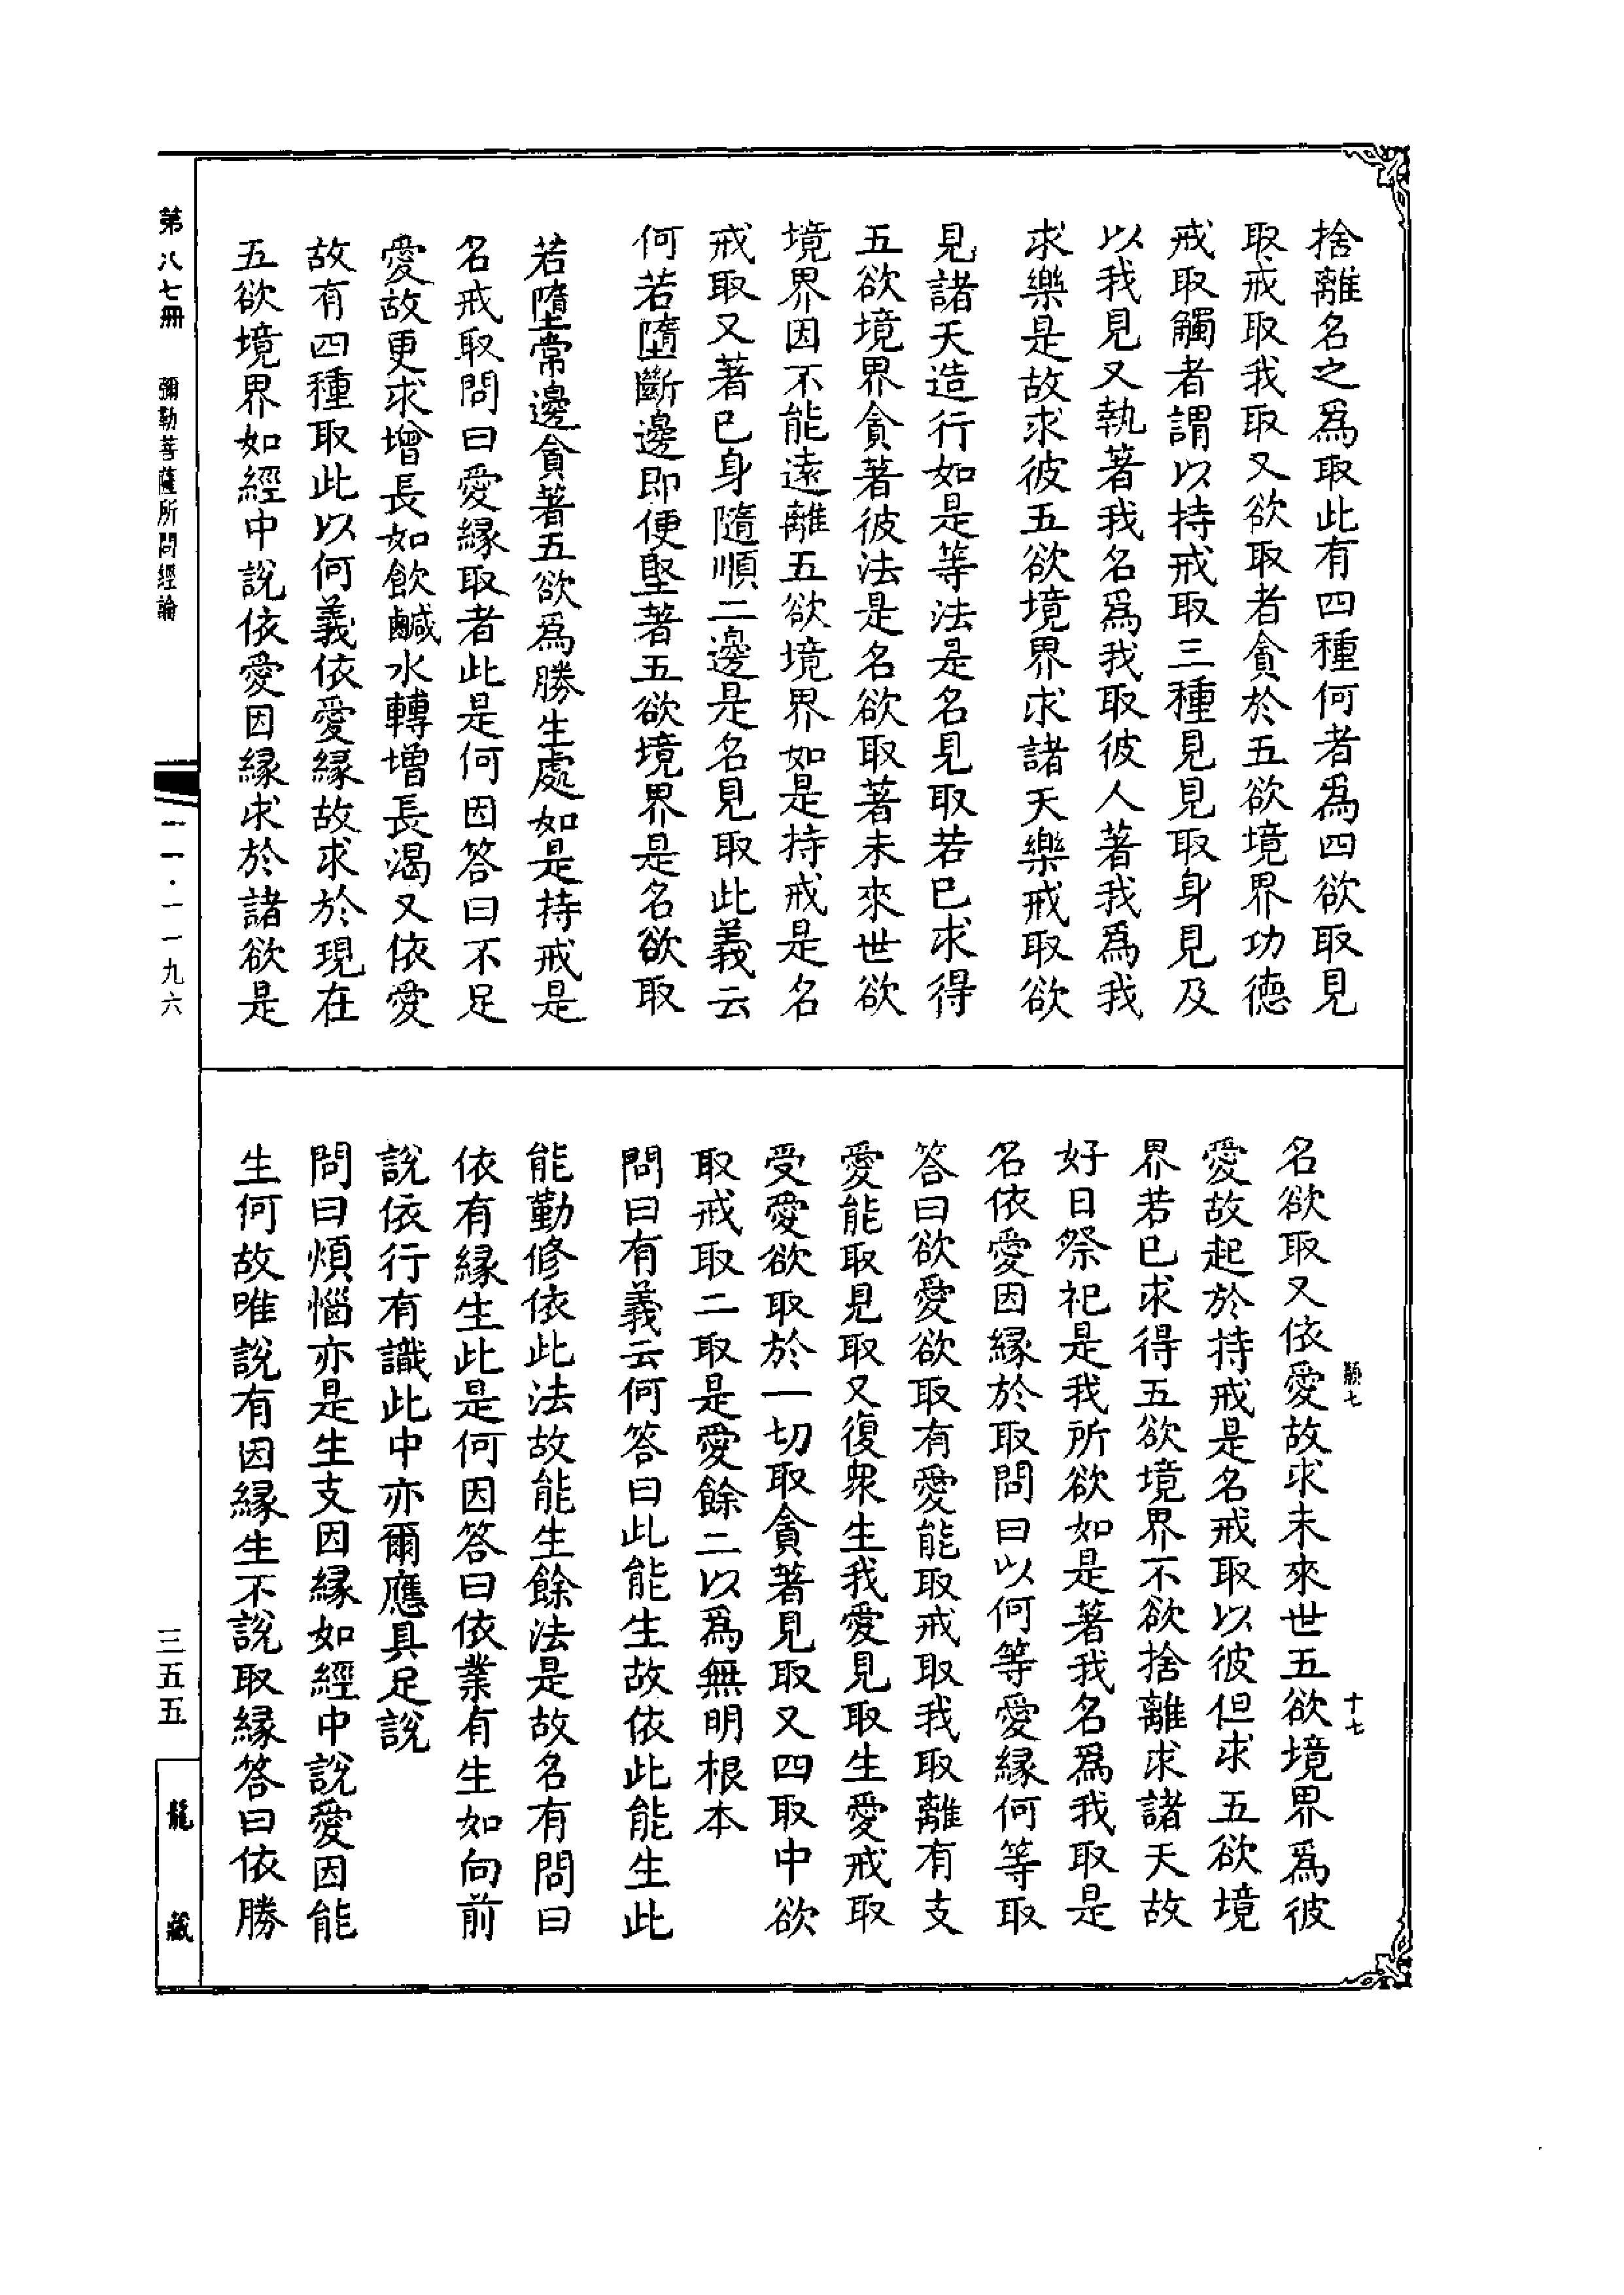 捨離名之爲取此有四種何者爲四欲取見
取戒取我取又欲取者貪於五欲境界功德
戒取觸者謂以持戒取三種見見取身見及
以我見又執著我名爲我取彼人著我爲我
求樂是故求彼五欲境界求諸天樂戒取欲
見諸天造行如是等法是名見取若已求得
五欲境界貪著彼法是名欲取著未來世欲
境界因不能遠離五欲境界如是持戒是名
戒取又著已身隨順二邊是名見取此義云
何若墮斷邊即便堅著五欲境界是名欲取
若墮常邊貪著五欲爲勝生處如是持戒是
名戒取問曰愛緣取者此是何因答曰不足
愛故更求增長如飲鹹水轉增長渴又依愛
故有四種取此以何義依愛緣故求於現在
五欲境界如經中說依愛因緣求於諸欲是
名欲取又依愛故求未來世五欲境界爲彼
愛故起於持戒是名戒取以彼但求五欲境
界若已求得五欲境界不欲捨離求諸天故
好日祭祀是我所欲如是著我名爲我取是
名依愛因緣於取問曰以何等愛緣何等取
答曰欲愛欲取有愛能取戒取我取離有支
愛能取見取又復衆生我愛見取生愛戒取
受愛欲取於一切取貪著見取又四取中欲
取戒取二取是愛餘二以爲無明根本
問曰有義云何答曰此能生故依此能生此
能勤修依此法故能生餘法是故名有問曰
依有緣生此是何因答曰依業有生如向前
說依行有識此中亦爾應具足說
問曰煩惱亦是生支因緣如經中說愛因能
生何故唯說有因緣生不說取緣答曰依勝
頴七
十七
第八七冊
彌勒菩薩所問經論
一一·一一九六
三五五
龍藏